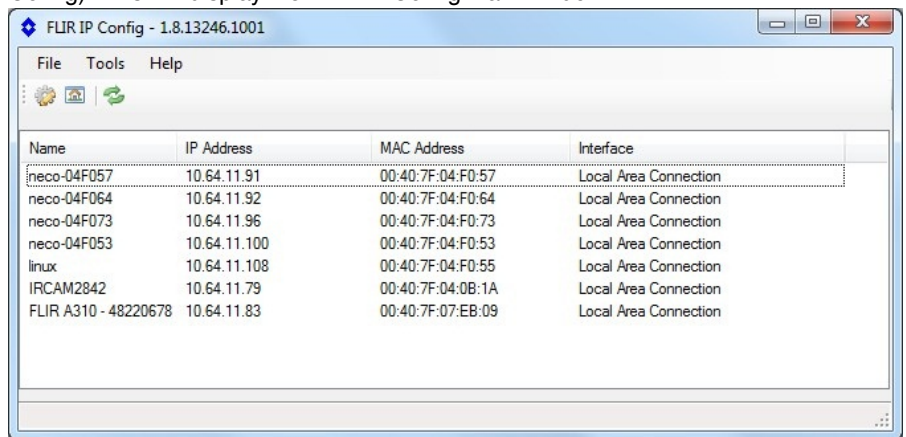 FLIR IP Config - 1.8.13246.1001
File Tools Help
Name IP Address MAC Address Interface
neco-04F057 10.64.11.91 00:40:7F:04:F0:57 Local Area Connection
neco-04F064 10.64.11.92 00:40:7F:04:F0:64 Local Area Connection
neco-04F073 10.64.11.96 00:40:7F:04:F0:73 Local Area Connection
neco-04F053 10.64.11.100 00:40:7F:04:F0:53 Local Area Connection
linux 10.64.11.108 00:40:7F:04:F0:55 Local Area Connection
IRCAM2842 10.64.11.79 00:40:7F:04:0B:1A Local Area Connection
FLIR A310 - 48220678 10.64.11.83 00:40:7F:07:EB:09 Local Area Connection